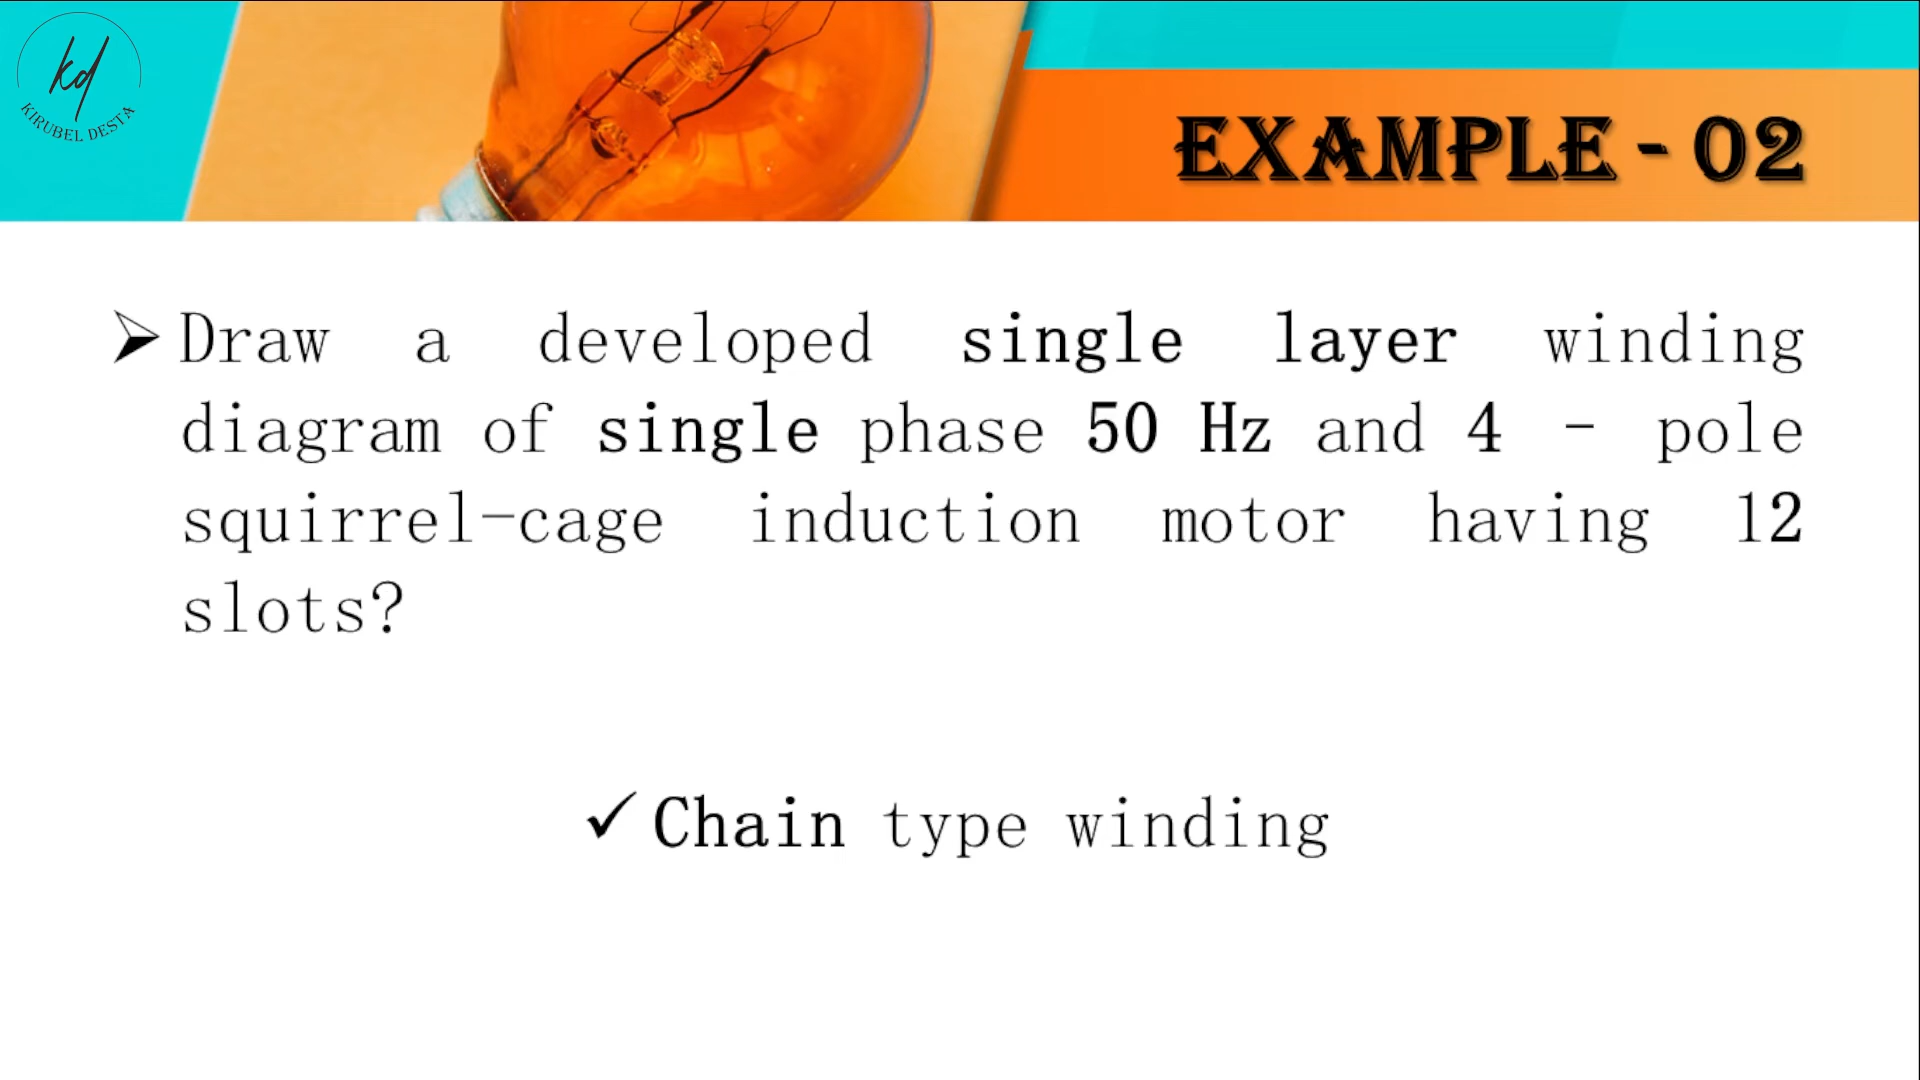 kd
KIRUBEL DESTA
EXAMPLE - 02
Draw a developed single layer winding
diagram of single phase 50 Hz and 4 - pole
squirrel-cage induction motor having 12
slots?
Chain type winding